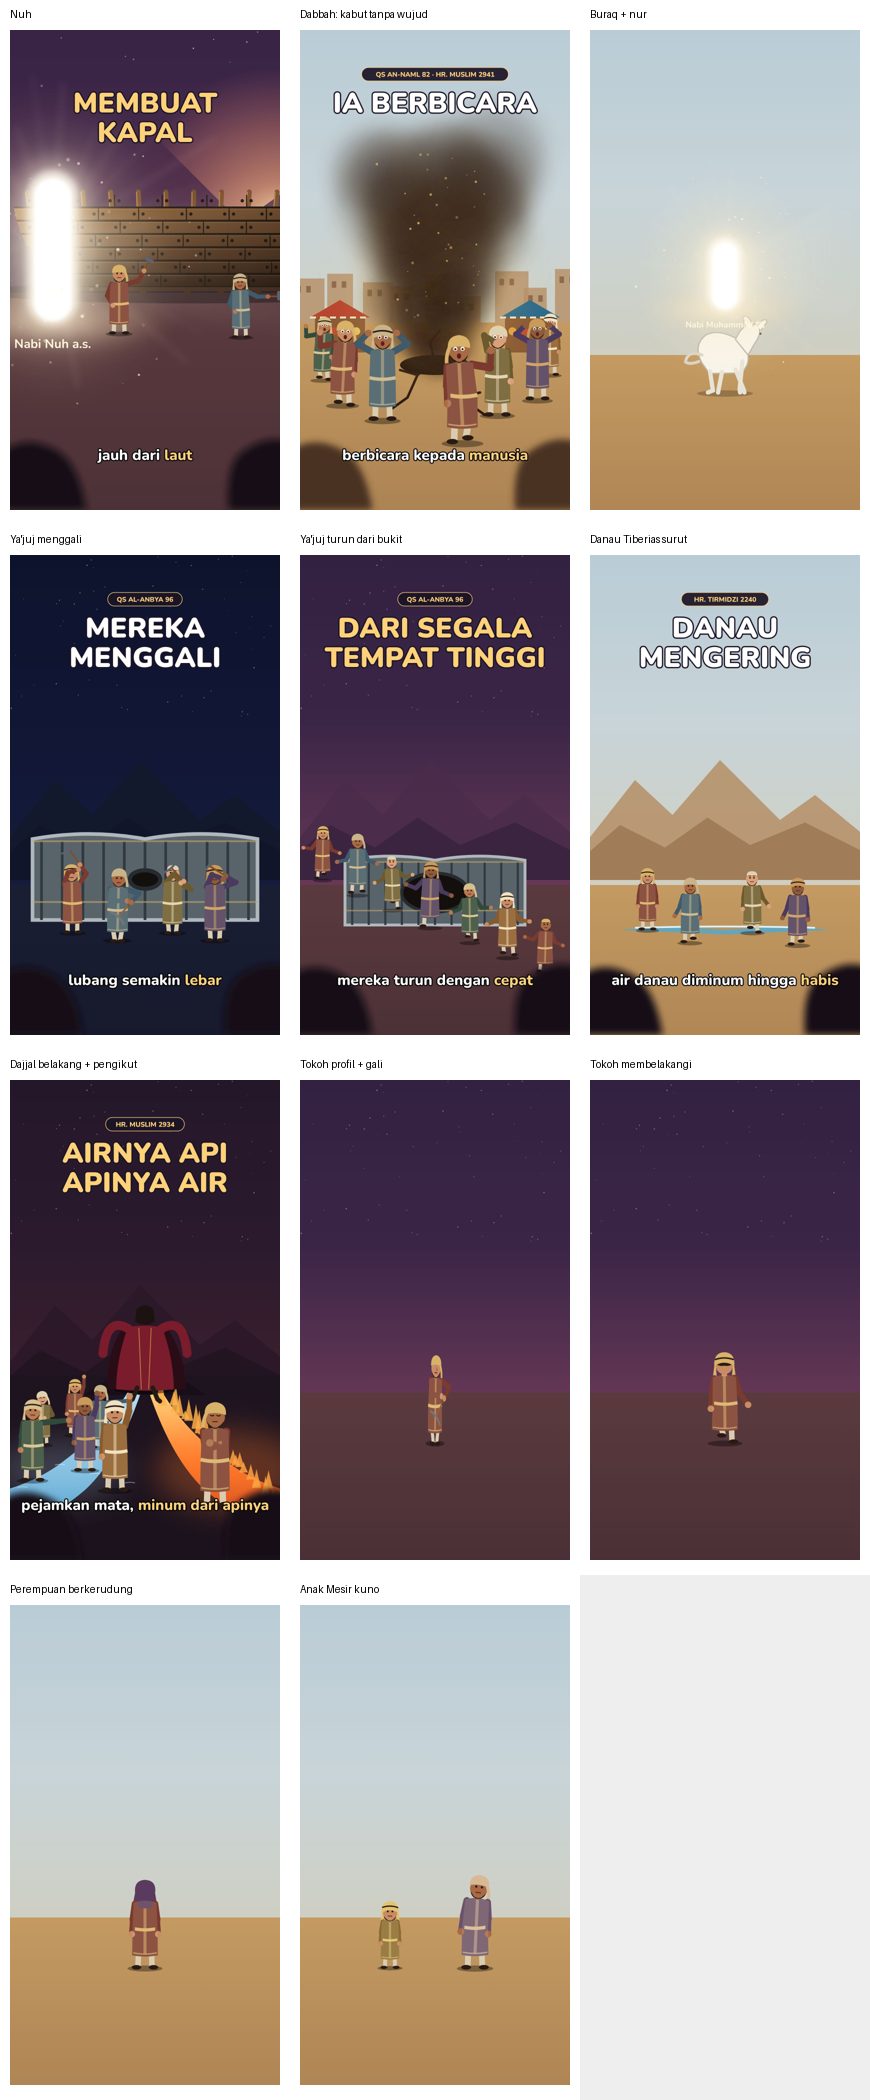 Nuh
MEMBUAT
KAPAL
Nabi Nuh a.s.
jauh dari laut
Dabbah: kabut tanpa wujud
QS AN-NAML 82 · HR. MUSLIM 2941
IA BERBICARA
berbicara kepada manusia
Buraq + nur
Nabi
Ya'juj menggali
QS AL-ANBYA 96
MEREKA
MENGGALI
lubang semakin lebar
Ya'juj turun dari bukit
QS AL-ANBYA 96
DARI SEGALA
TEMPAT TINGGI
mereka turun dengan cepat
Danau Tiberias surut
HR. TIRMIDZI 2240
DANAU
MENGERING
air danau diminum hingga habis
Dajjal belakang + pengikut
HR. MUSLIM 2934
AIRNYA API
APINYA AIR
pejamkan mata, minum dari apinya
Tokoh profil + gali
Tokoh membelakangi
Perempuan berkerudung
Anak Mesir kuno